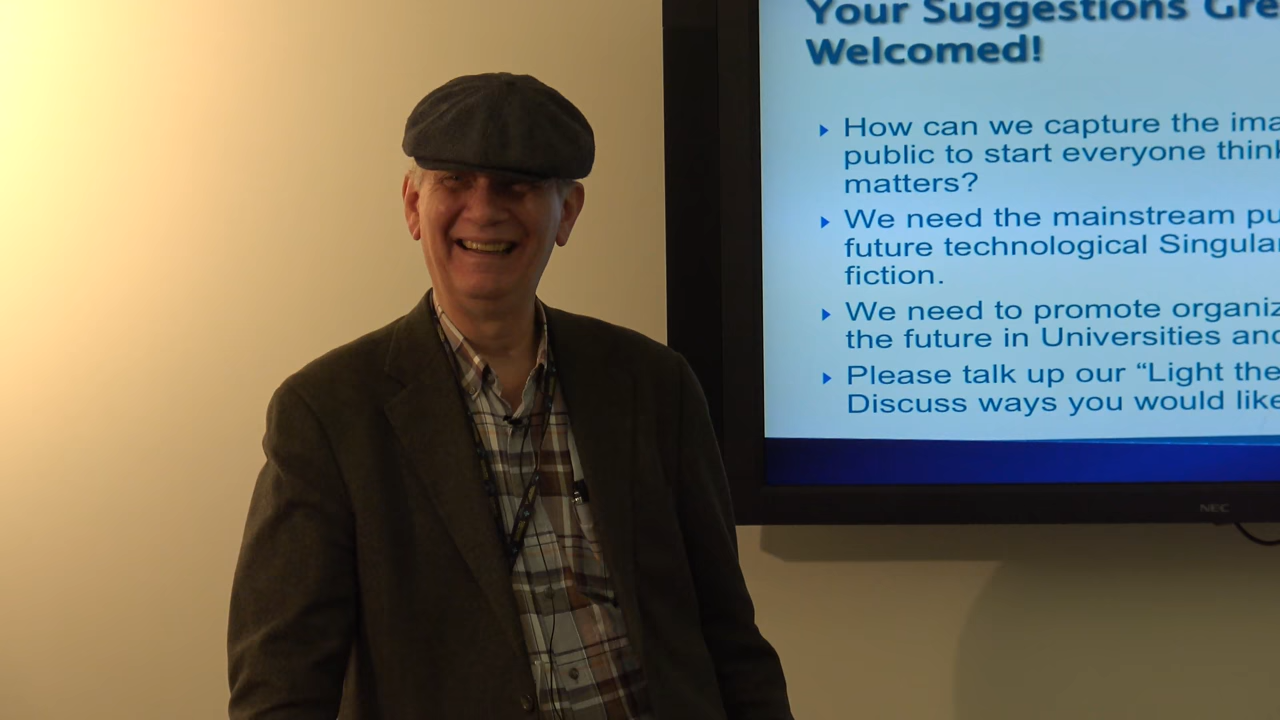 Your Suggestions Gre
Welcomed!
How can we capture the ima
public to start everyone think
matters?
We need the mainstream pu
future technological Singular
fiction.
We need to promote organiz
the future in Universities and
Please talk up our “Light the
Discuss ways you would like
NEC